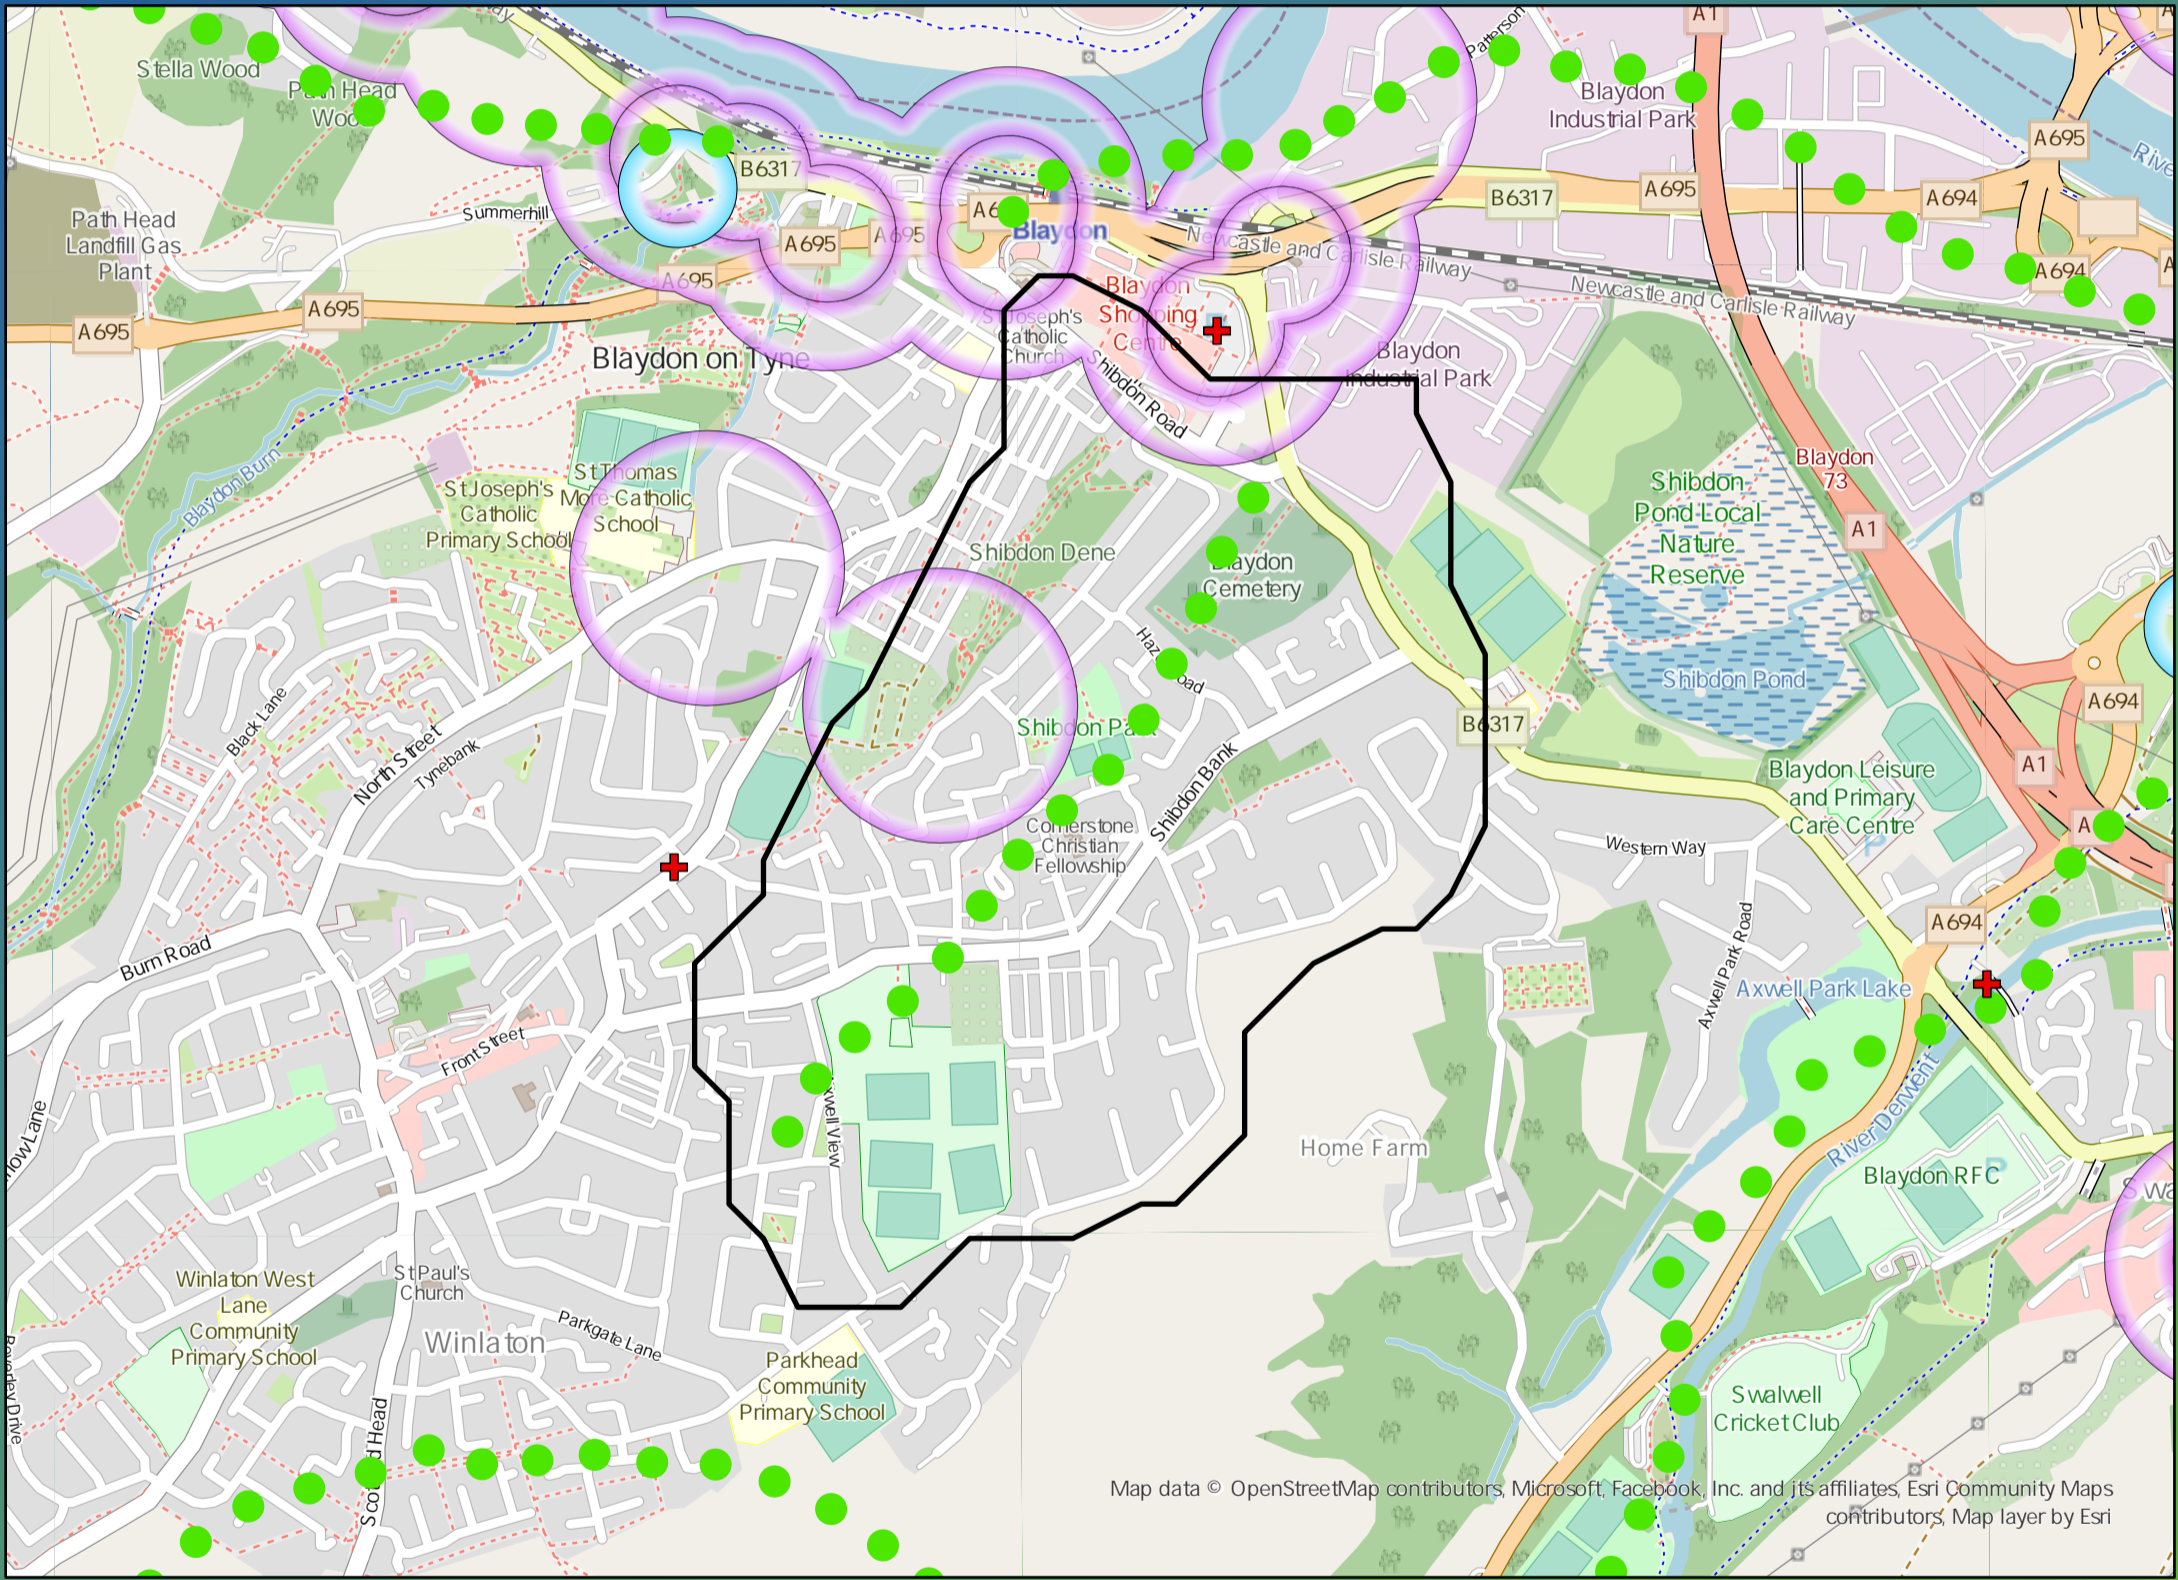 Stella Wood
Path Head
Patterson
A1
Blaydon
Industrial Park
A695
B6317
Path Head
Landfill Gas
Plant
Summerhill
A695
A695
A695
Blaydon
B6317
A695
A694
Newcastle and Carlisle Railway
A694
Newcastle and Carlisle Railway
A695
A695
A695
Blaydon
Shopping
Centre
St Joseph's
Catholic
Church
Blaydon on Tyne
Shibdon Road
Blaydon
Industrial Park
Blaydon
73
A1
Blaydon Burn
St Joseph's
Catholic
Primary School
St Thomas
More Catholic
School
Shibdon Dene
Blaydon
Cemetery
Shibdon
Pond Local
Nature
Reserve
Shibdon Pond
A694
Black Lane
North Street
Tynebank
Shibdon Park
Shibdon Bank
B6317
A1
Blaydon Leisure
and Primary
Care Centre
P
Cornerstone
Christian
Fellowship
Western Way
Axwell Park Road
A694
Burn Road
Axwell Park Lake
Front Street
Axwell View
River Derwent
Home Farm
Blaydon RFC
P
Winlaton West
Lane
Community
Primary School
St Paul's
Church
Winlaton
Parkgate Lane
Parkhead
Community
Primary School
Swalwell
Cricket Club
Map data © OpenStreetMap contributors, Microsoft, Facebook, Inc. and its affiliates, Esri Community Maps
contributors, Map layer by Esri